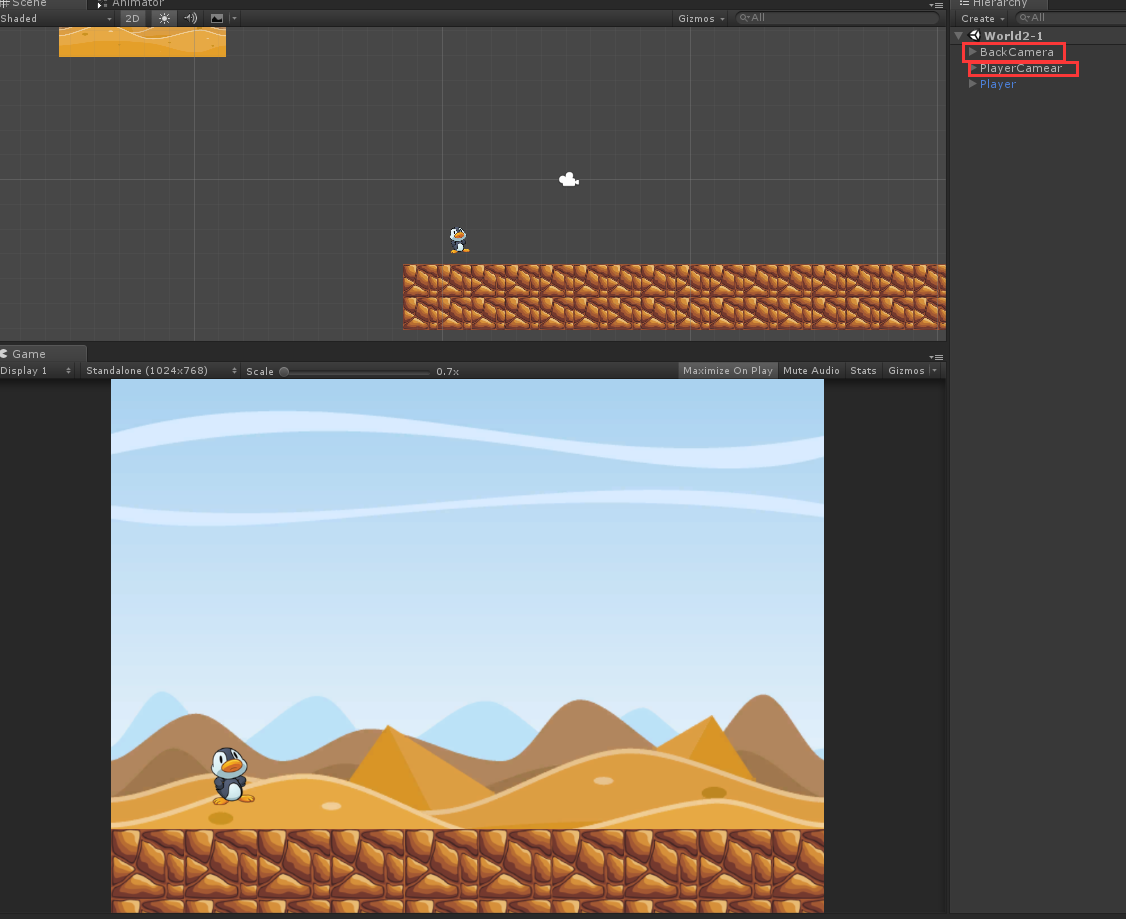 Scene Animator
Shaded 2D Gizmos All
Hierarchy
Create All
World2-1
BackCamera
PlayerCamear
Player
Game
Display 1 Standalone (1024x768) Scale 0.7x Maximize On Play Mute Audio Stats Gizmos